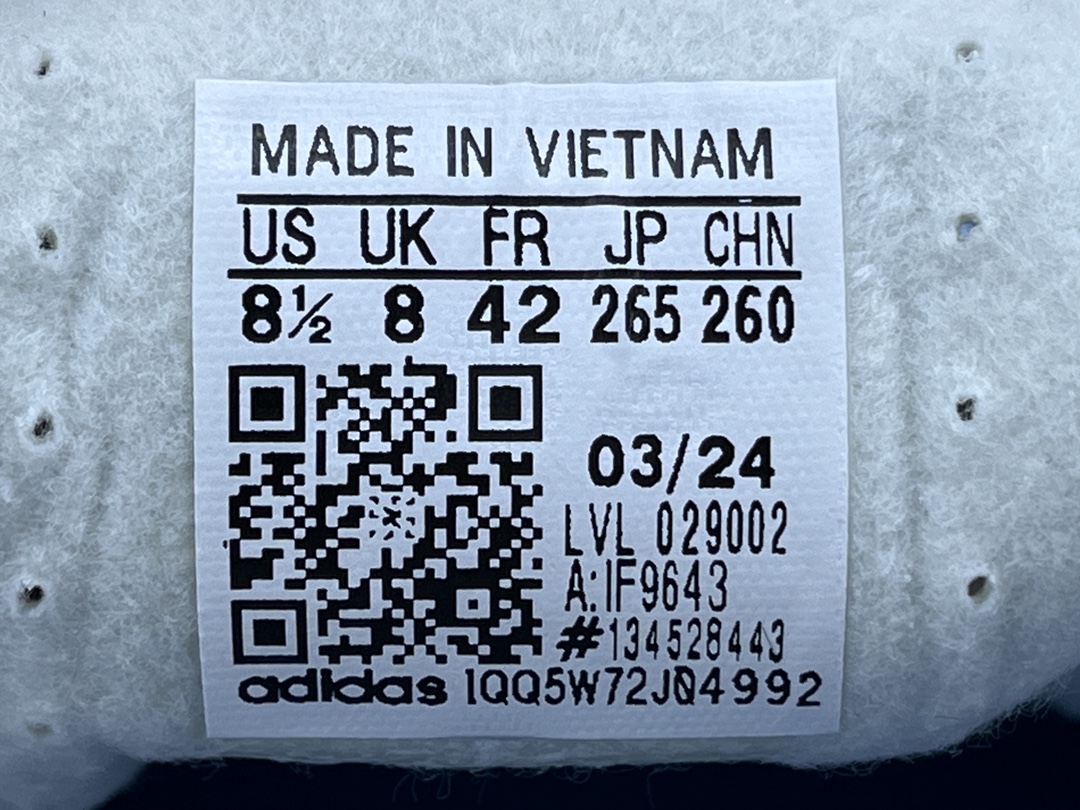 MADE IN VIETNAM
US UK FR JP CHN
8½ 8 42 265 260
03/24
LVL 029002
A:IF9643
#134528443
adidas 1QQ5W72J04992